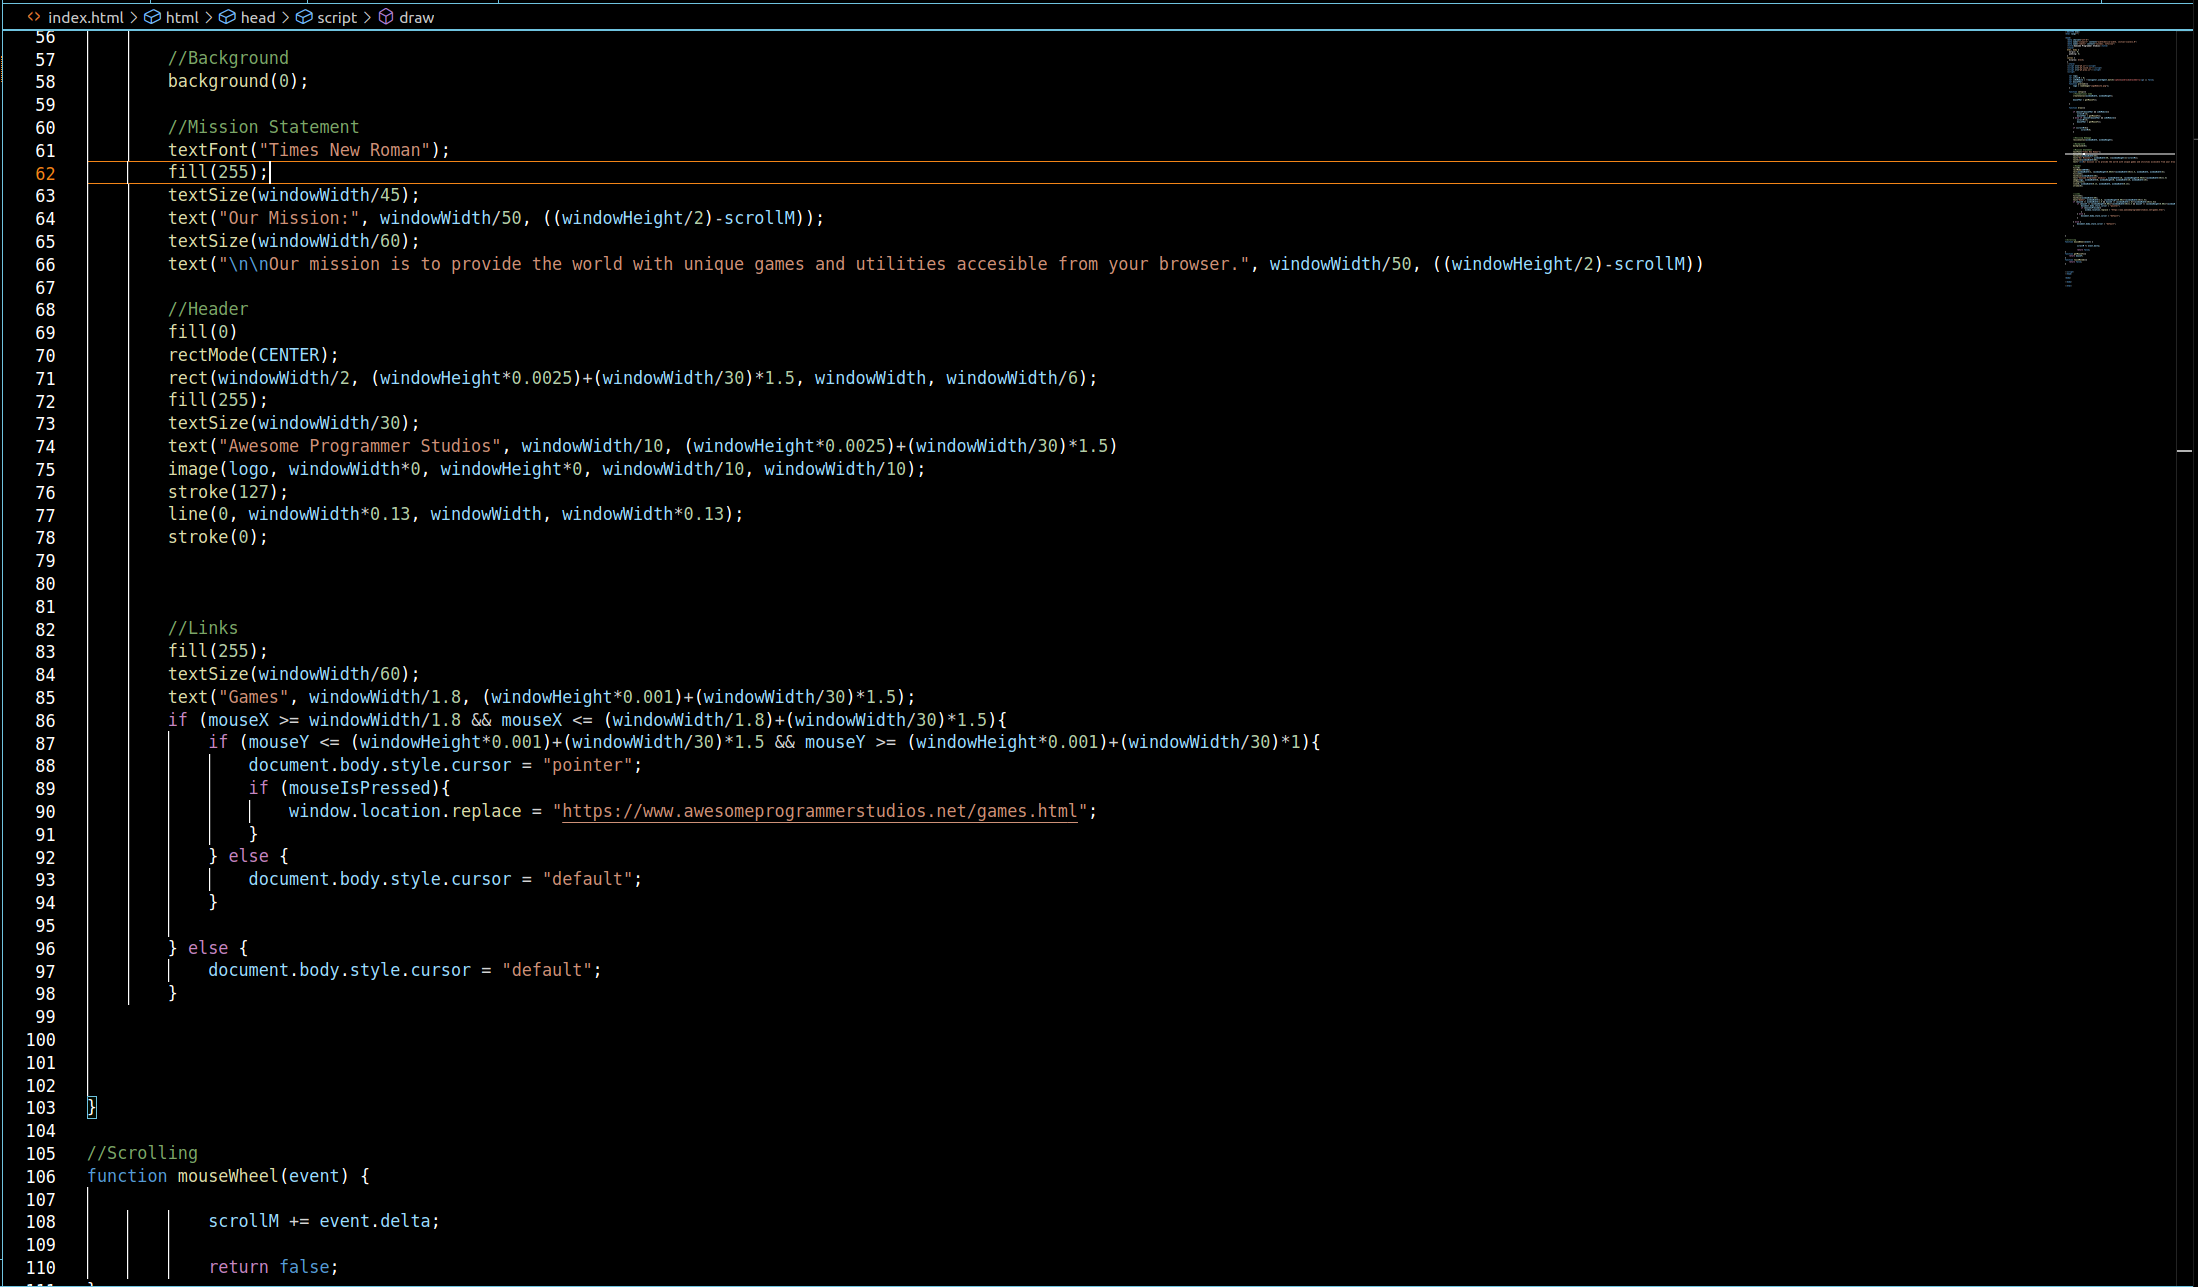 index.html > html > head > script > draw
56
57 //Background
58 background(0);
59
60 //Mission Statement
61 textFont("Times New Roman");
62 fill(255);
63 textSize(windowWidth/45);
64 text("Our Mission:", windowWidth/50, ((windowHeight/2)-scrollM));
65 textSize(windowWidth/60);
66 text("\n\nOur mission is to provide the world with unique games and utilities accesible from your browser.", windowWidth/50, ((windowHeight/2)-scrollM))
67
68 //Header
69 fill(0)
70 rectMode(CENTER);
71 rect(windowWidth/2, (windowHeight*0.0025)+(windowWidth/30)*1.5, windowWidth, windowWidth/6);
72 fill(255);
73 textSize(windowWidth/30);
74 text("Awesome Programmer Studios", windowWidth/10, (windowHeight*0.0025)+(windowWidth/30)*1.5)
75 image(logo, windowWidth*0, windowHeight*0, windowWidth/10, windowWidth/10);
76 stroke(127);
77 line(0, windowWidth*0.13, windowWidth, windowWidth*0.13);
78 stroke(0);
79
80
81
82 //Links
83 fill(255);
84 textSize(windowWidth/60);
85 text("Games", windowWidth/1.8, (windowHeight*0.001)+(windowWidth/30)*1.5);
86 if (mouseX >= windowWidth/1.8 && mouseX <= (windowWidth/1.8)+(windowWidth/30)*1.5){
87 if (mouseY <= (windowHeight*0.001)+(windowWidth/30)*1.5 && mouseY >= (windowHeight*0.001)+(windowWidth/30)*1){
88 document.body.style.cursor = "pointer";
89 if (mouseIsPressed){
90 window.location.replace = "https://www.awesomeprogrammerstudios.net/games.html";
91 }
92 } else {
93 document.body.style.cursor = "default";
94 }
95
96 } else {
97 document.body.style.cursor = "default";
98 }
99
100
101
102
103 }
104
105 //Scrolling
106 function mouseWheel(event) {
107
108 scrollM += event.delta;
109
110 return false;